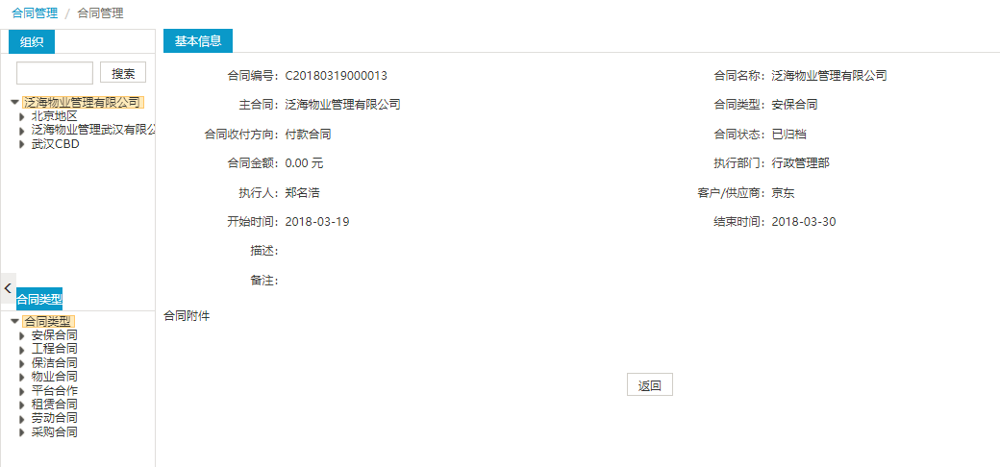 合同管理 / 合同管理
组织
搜索
泛海物业管理有限公司
北京地区
泛海物业管理武汉有限公
武汉CBD
合同类型
合同类型
安保合同
工程合同
保洁合同
物业合同
平台合作
租赁合同
劳动合同
采购合同
基本信息
合同编号： C20180319000013 合同名称： 泛海物业管理有限公司
主合同： 泛海物业管理有限公司 合同类型： 安保合同
合同收付方向： 付款合同 合同状态： 已归档
合同金额： 0.00 元 执行部门： 行政管理部
执行人： 郑名浩 客户/供应商： 京东
开始时间： 2018-03-19 结束时间： 2018-03-30
描述：
备注：
合同附件
返回